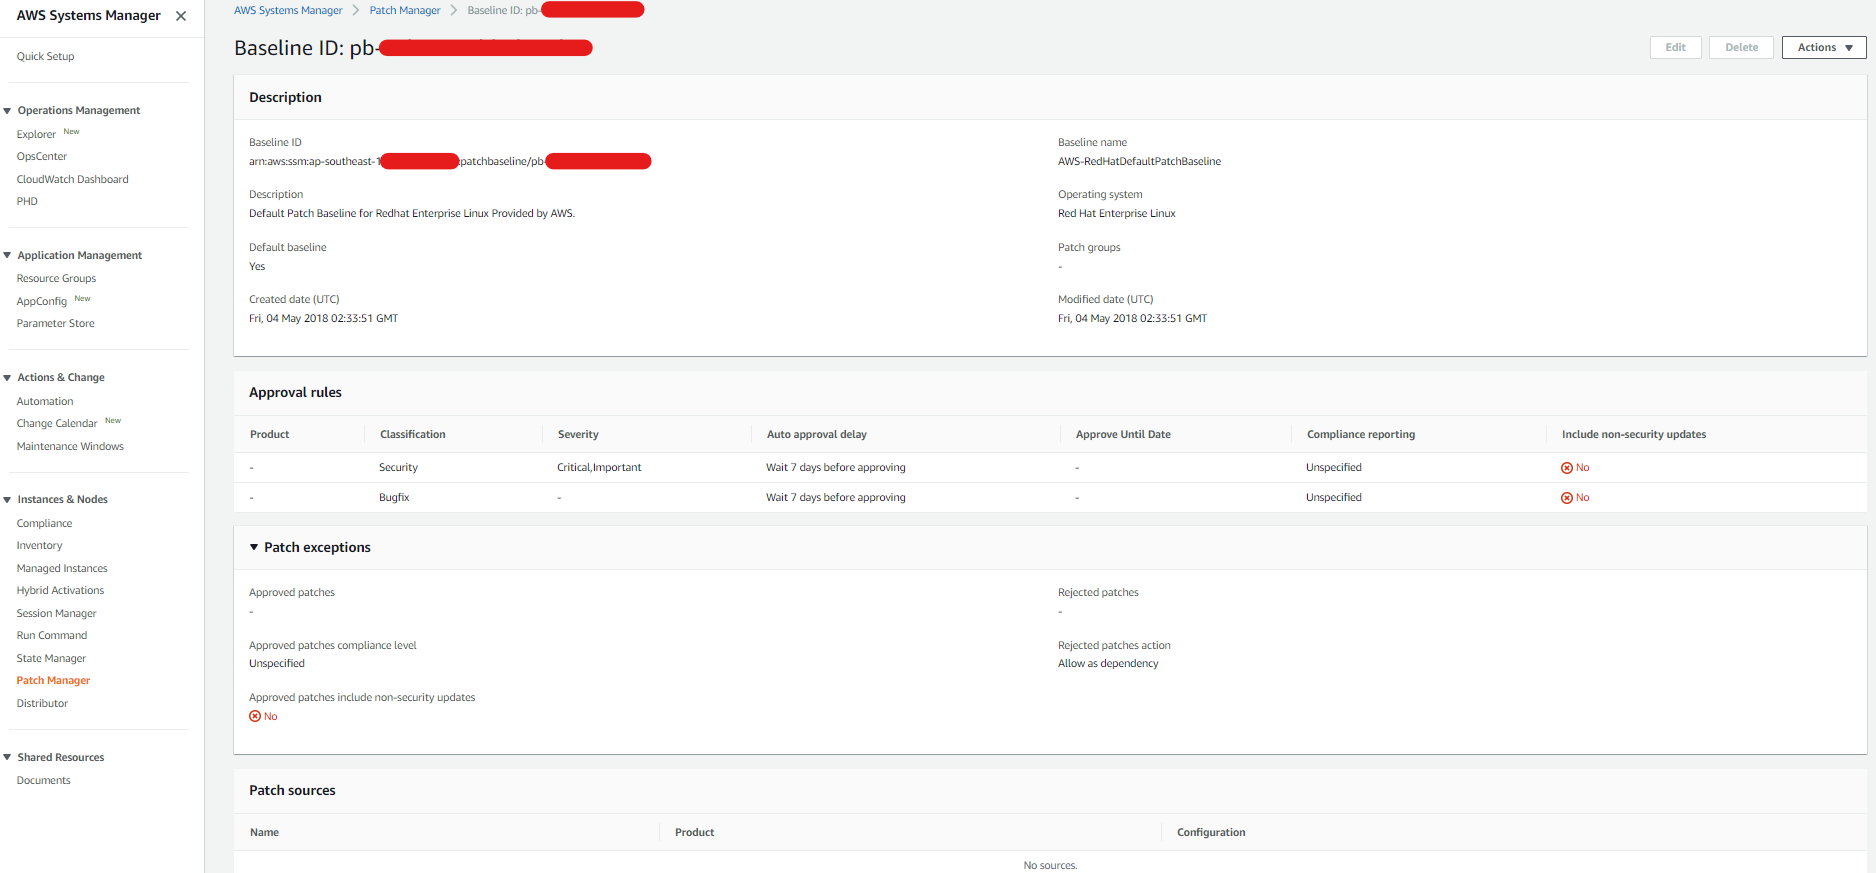 AWS Systems Manager
Quick Setup
Operations Management
Explorer New
OpsCenter
CloudWatch Dashboard
PHD
Application Management
Resource Groups
AppConfig New
Parameter Store
Actions & Change
Automation
Change Calendar New
Maintenance Windows
Instances & Nodes
Compliance
Inventory
Managed Instances
Hybrid Activations
Session Manager
Run Command
State Manager
Patch Manager
Distributor
Shared Resources
Documents
AWS Systems Manager > Patch Manager > Baseline ID: pb-
Baseline ID: pb-
Edit Delete Actions
Description
Baseline ID
arn:aws:ssm:ap-southeast-1 :patchbaseline/pb-
Baseline name
AWS-RedHatDefaultPatchBaseline
Description
Default Patch Baseline for Redhat Enterprise Linux Provided by AWS.
Operating system
Red Hat Enterprise Linux
Default baseline
Yes
Patch groups
-
Created date (UTC)
Fri, 04 May 2018 02:33:51 GMT
Modified date (UTC)
Fri, 04 May 2018 02:33:51 GMT
Approval rules
Product Classification Severity Auto approval delay Approve Until Date Compliance reporting Include non-security updates
- Security Critical,Important Wait 7 days before approving - Unspecified No
- Bugfix - Wait 7 days before approving - Unspecified No
Patch exceptions
Approved patches
-
Rejected patches
-
Approved patches compliance level
Unspecified
Rejected patches action
Allow as dependency
Approved patches include non-security updates
No
Patch sources
Name Product Configuration
No sources.